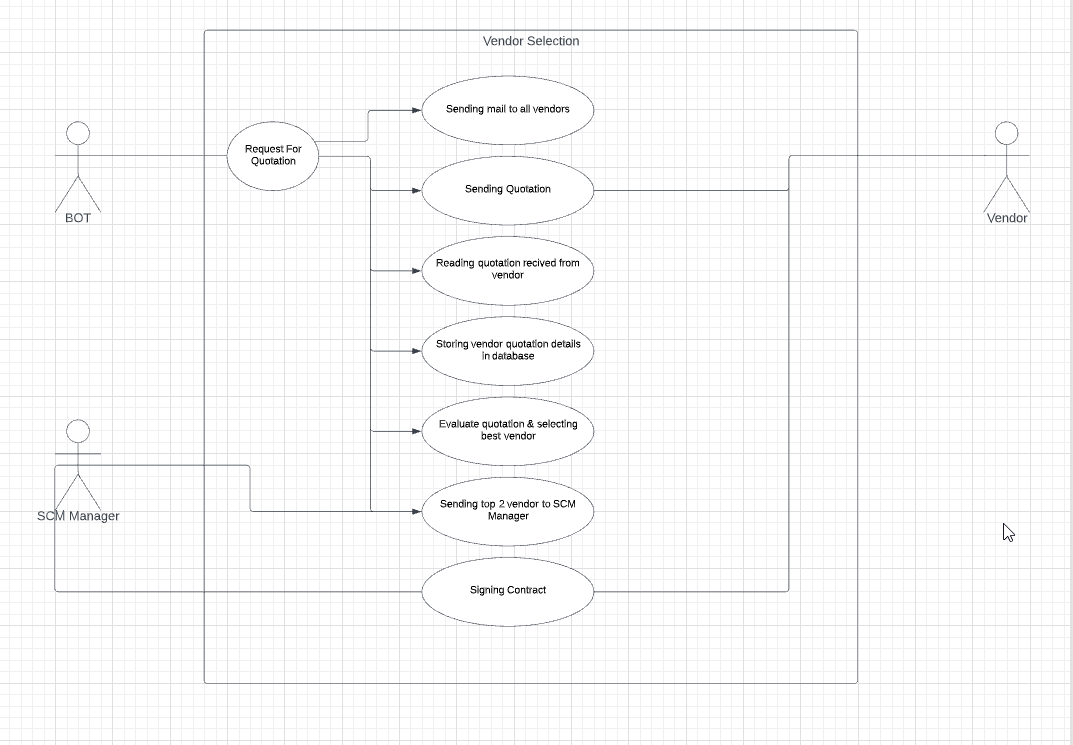 Vendor Selection
Sending mail to all vendors
Request For
Quotation
Sending Quotation
BOT
Vendor
Reading quotation recived from
vendor
Storing vendor quotation details
in database
Evaluate quotation & selecting
best vendor
Sending top 2 vendor to SCM
Manager
SCM Manager
Signing Contract